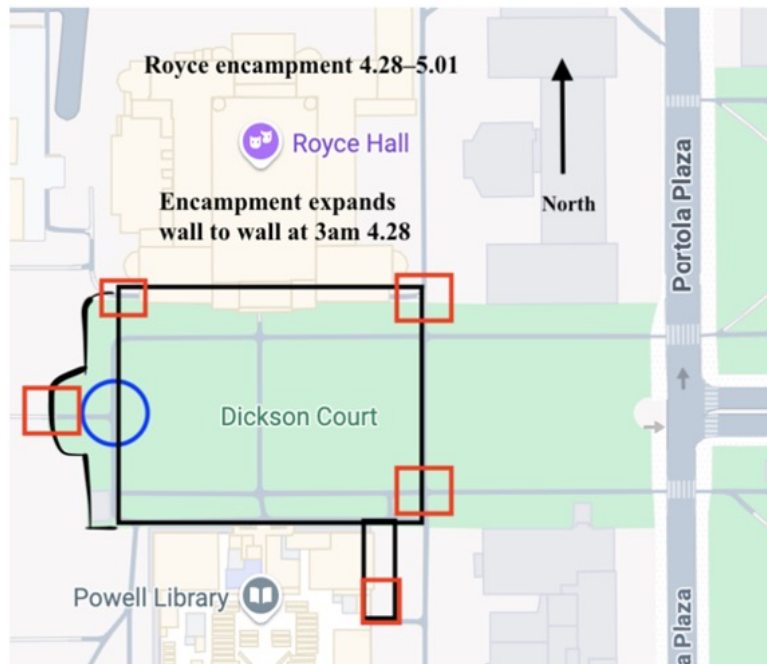 Royce encampment 4.28–5.01
Royce Hall
Encampment expands
wall to wall at 3am 4.28
North
Portola Plaza
Dickson Court
Powell Library
a Plaza